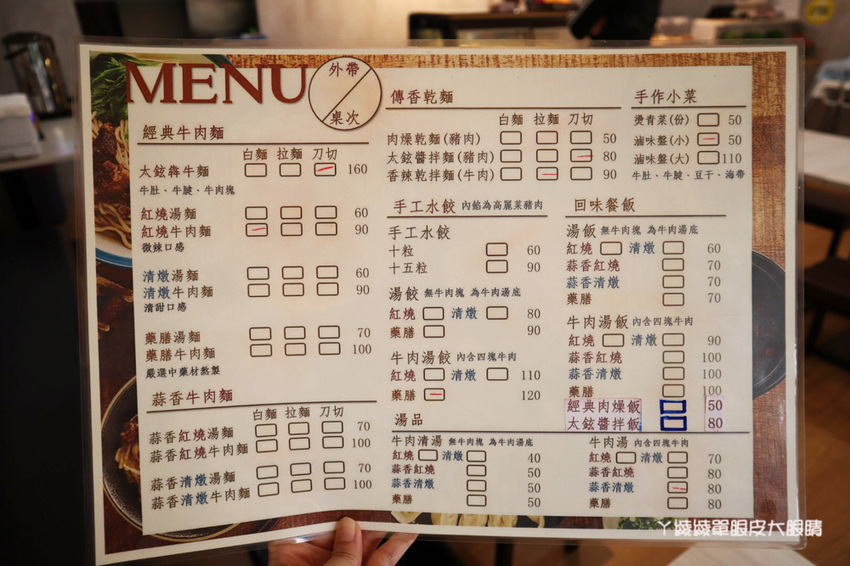 MENU
外帶
桌次
經典牛肉麵
白麵 拉麵 刀切
太鉉犇牛麵 160
牛肚、牛腱、牛肉塊
紅燒湯麵 60
紅燒牛肉麵 90
微辣口感
清燉湯麵 60
清燉牛肉麵 90
清甜口感
藥膳湯麵 70
藥膳牛肉麵 100
嚴選中藥材熬製
蒜香牛肉麵
白麵 拉麵 刀切
蒜香紅燒湯麵 70
蒜香紅燒牛肉麵 100
蒜香清燉湯麵 70
蒜香清燉牛肉麵 100
傳香乾麵
白麵 拉麵 刀切
肉燥乾麵(豬肉) 50
太鉉醬拌麵(豬肉) 80
香辣乾拌麵(牛肉) 90
手作小菜
燙青菜(份) 50
滷味盤(小) 50
滷味盤(大) 110
牛肚、牛腱、豆干、海帶
手工水餃 內餡為高麗菜豬肉
手工水餃
十粒 60
十五粒 90
湯餃 無牛肉塊 為牛肉湯底
紅燒 清燉 80
藥膳 90
牛肉湯餃 內含四塊牛肉
紅燒 清燉 110
藥膳 120
回味餐飯
湯飯 無牛肉塊 為牛肉湯底
紅燒 清燉 60
蒜香紅燒 70
蒜香清燉 70
藥膳 70
牛肉湯飯 內含四塊牛肉
紅燒 清燉 90
蒜香紅燒 100
蒜香清燉 100
藥膳 100
經典肉燥飯 50
太鉉醬拌飯 80
湯品
牛肉清湯 無牛肉塊 為牛肉湯底
紅燒 清燉 40
蒜香紅燒 50
蒜香清燉 50
藥膳 50
牛肉湯 內含四塊牛肉
紅燒 清燉 70
蒜香紅燒 80
蒜香清燉 80
藥膳 80
ㄚ綾綾單眼皮大眼睛